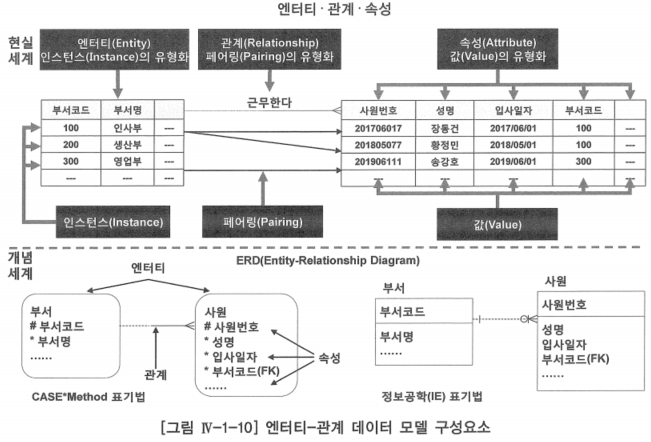 엔터티·관계·속성
현실
세계
엔터티(Entity)
인스턴스(Instance)의 유형화
관계(Relationship)
페어링(Pairing)의 유형화
속성(Attribute)
값(Value)의 유형화
부서코드 부서명
100 인사부 ---
200 생산부 ---
300 영업부 ---
--- --- ---
근무한다
사원번호 성명 입사일자 부서코드
201706017 장동건 2017/06/01 100 ---
201805077 황정민 2018/05/01 100 ---
201906111 송강호 2019/06/01 300 ---
--- --- --- --- ---
인스턴스(Instance)
페어링(Pairing)
값(Value)
개념
세계
엔터티
ERD(Entity-Relationship Diagram)
부서
# 부서코드
* 부서명
……
관계
사원
# 사원번호
* 성명
* 입사일자
* 부서코드(FK)
……
속성
CASE*Method 표기법
부서
부서코드
부서명
……
사원
사원번호
성명
입사일자
부서코드(FK)
……
정보공학(IE) 표기법
[그림 Ⅳ-1-10] 엔터티-관계 데이터 모델 구성요소